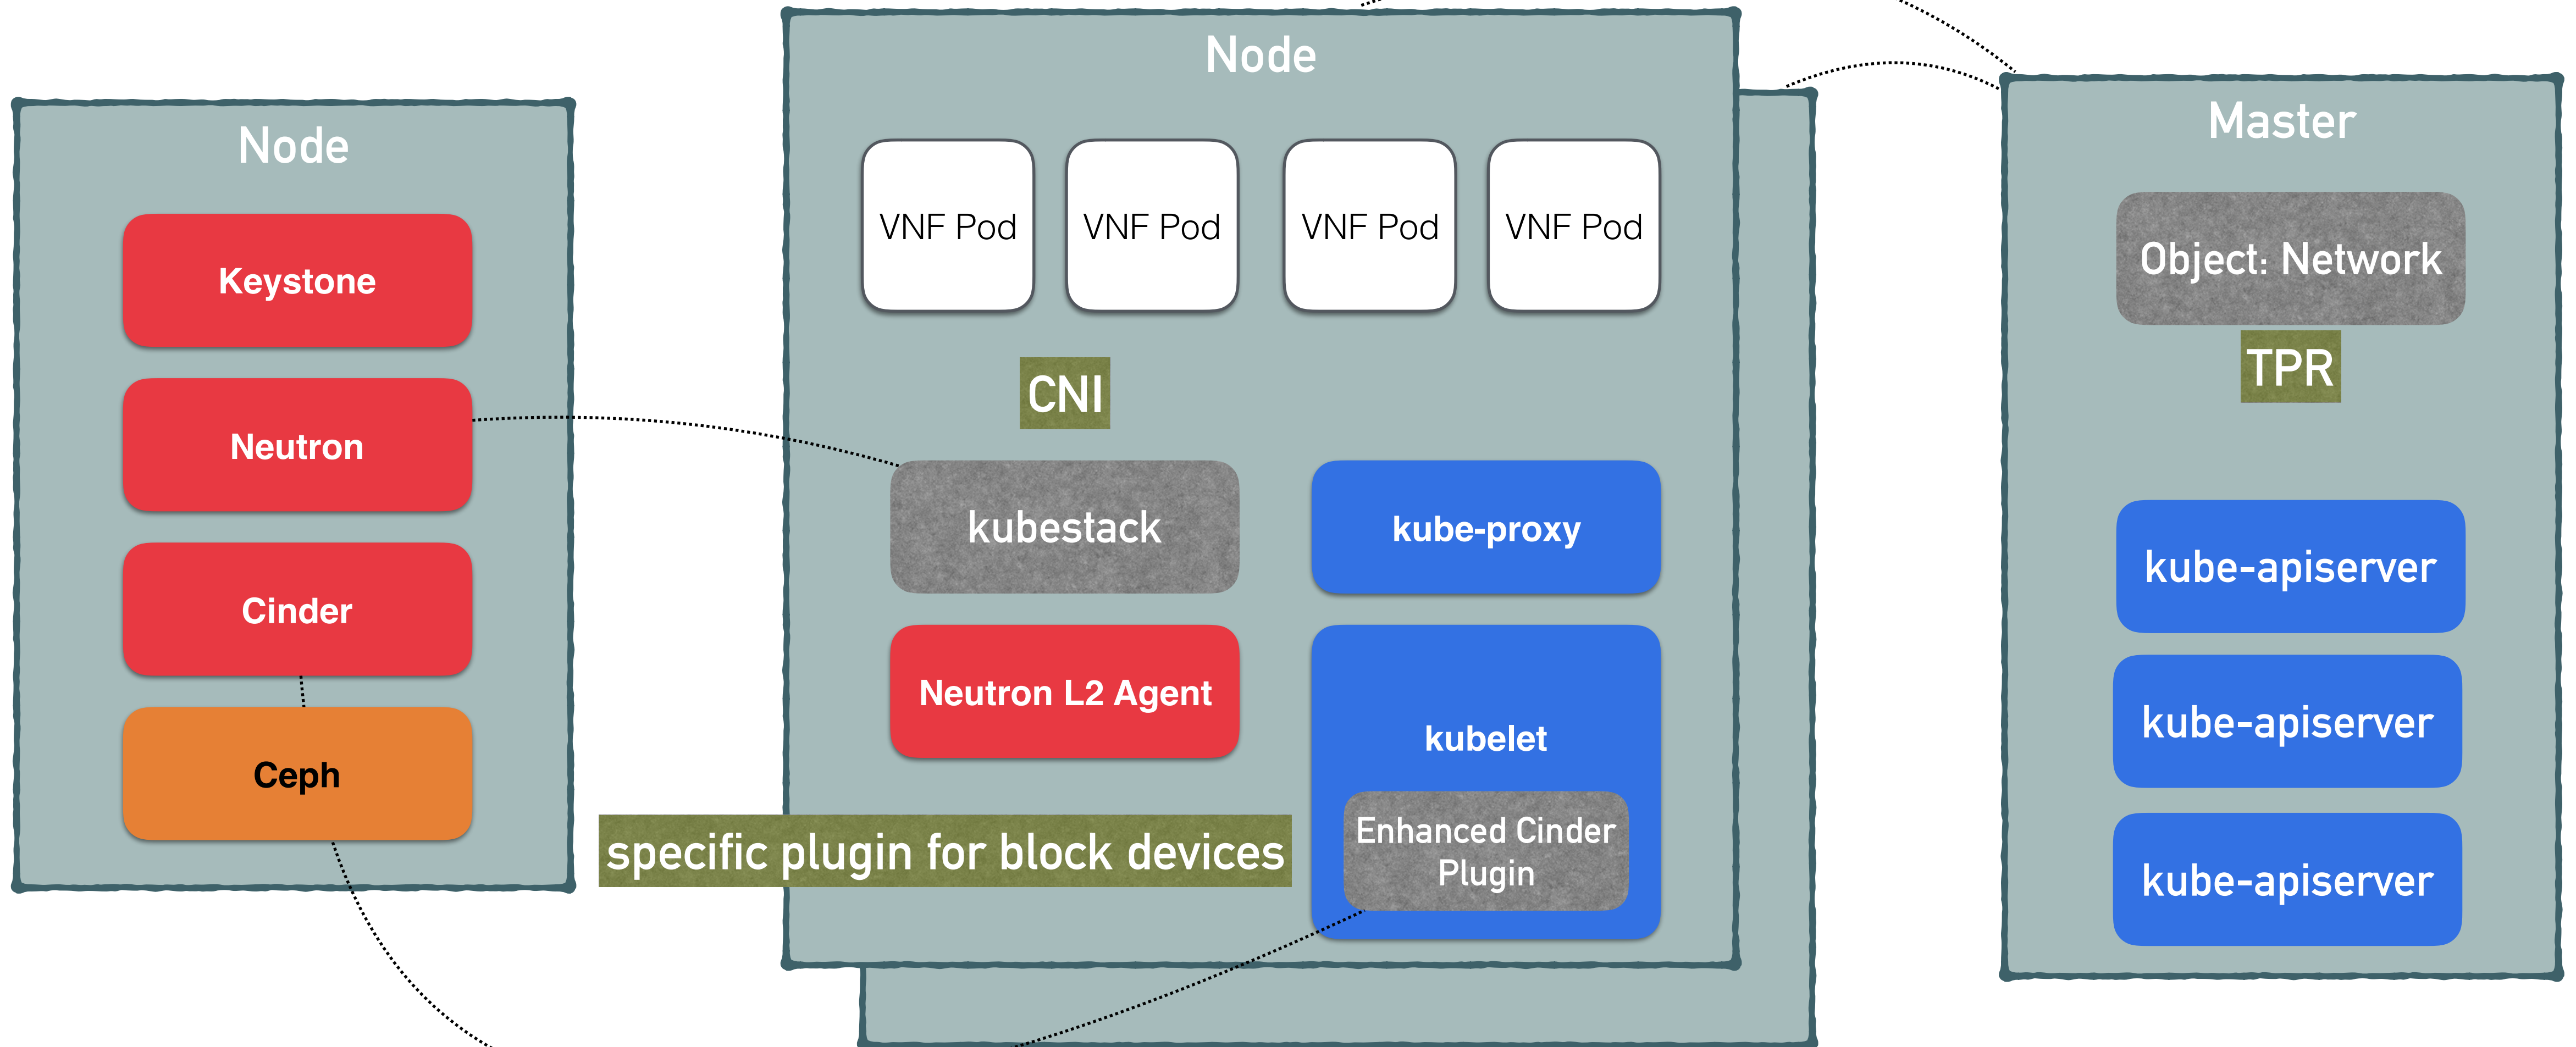 Node
Keystone
Neutron
Cinder
Ceph
Node
VNF Pod
VNF Pod
VNF Pod
VNF Pod
CNI
kubestack
kube-proxy
Neutron L2 Agent
kubelet
Enhanced Cinder
Plugin
specific plugin for block devices
Master
Object: Network
TPR
kube-apiserver
kube-apiserver
kube-apiserver